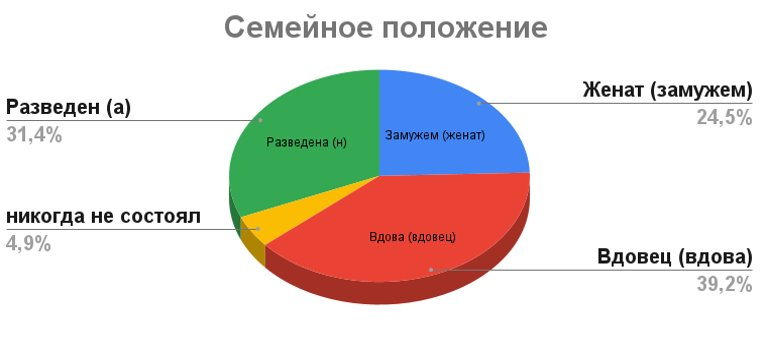 Семейное положение
Женат (замужем)
24,5%
Разведен (а)
31,4%
Разведена (н)
Замужем (женат)
никогда не состоял
4,9%
Вдова (вдовец)
Вдовец (вдова)
39,2%